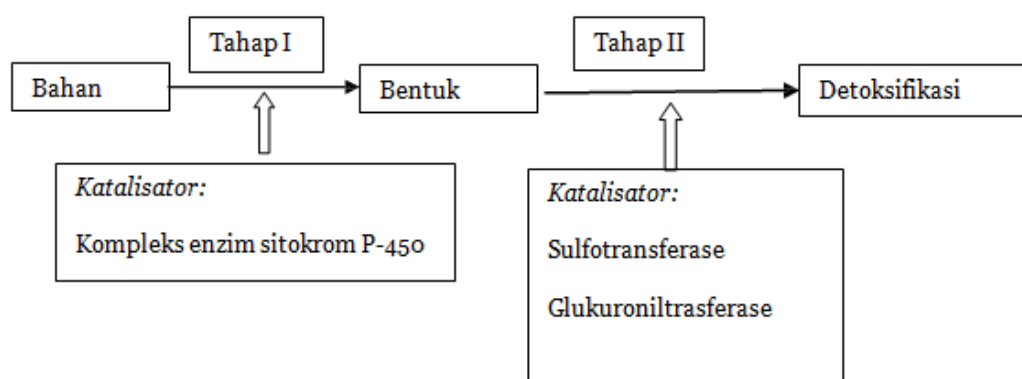 Tahap I
Tahap II
Bahan
Bentuk
Detoksifikasi
Katalisator:
Kompleks enzim sitokrom P-450
Katalisator:
Sulfotransferase
Glukuroniltrasferase